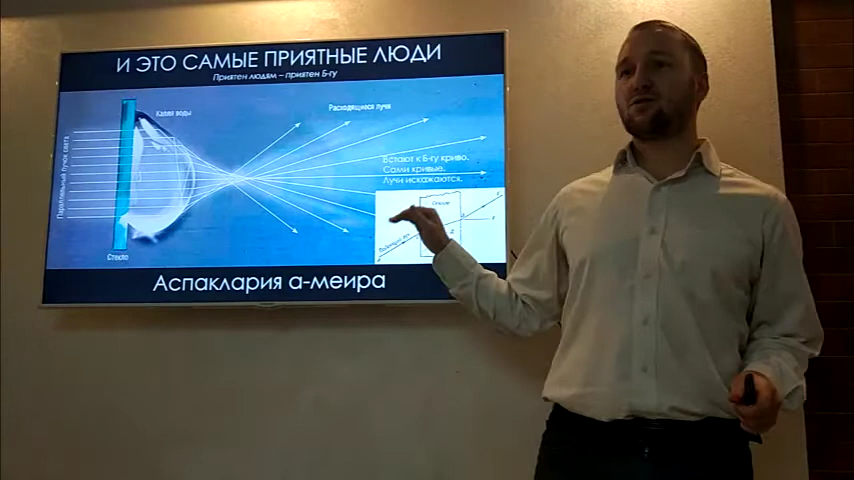 И ЭТО САМЫЕ ПРИЯТНЫЕ ЛЮДИ
Приятен людям – приятен Б-гу
Капля воды
Расходящиеся лучи
Параллельный пучок света
Встают к Б-гу криво.
Сами кривые.
Лучи искажаются.
Стекло
Аспаклария а-меира